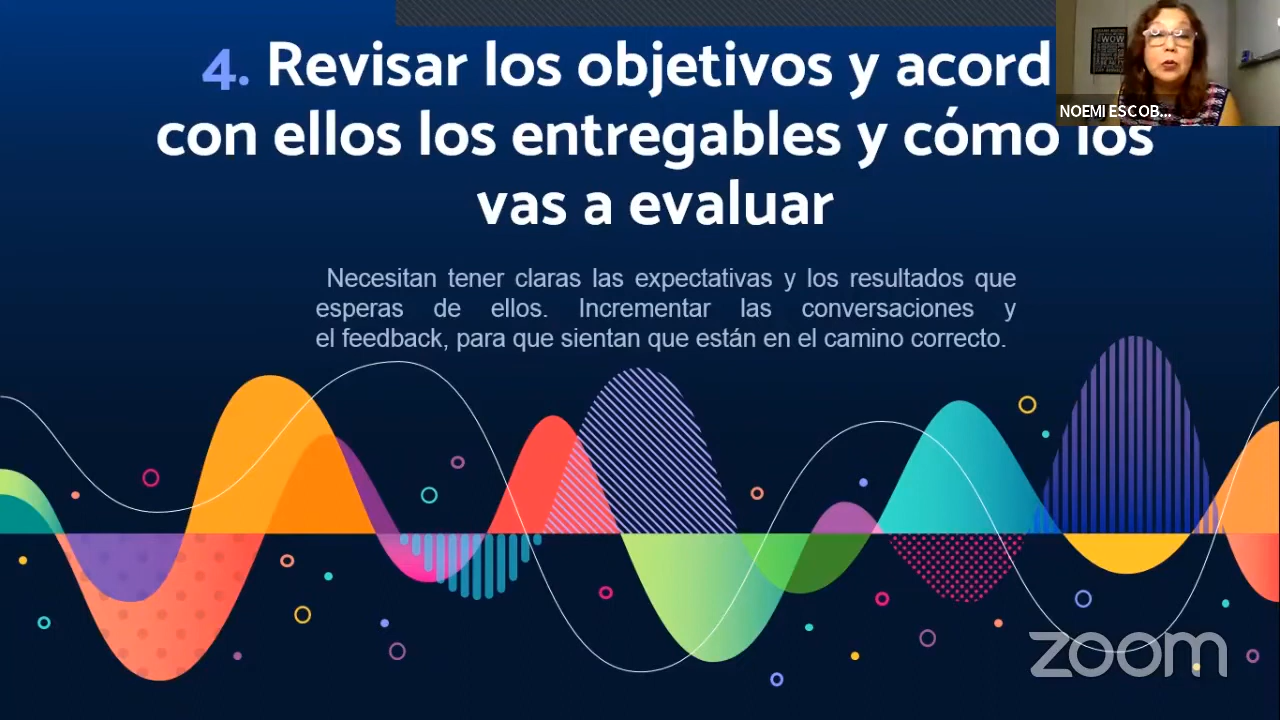 4. Revisar los objetivos y acord
con ellos los entregables y cómo los
vas a evaluar
Necesitan tener claras las expectativas y los resultados que
esperas de ellos. Incrementar las conversaciones y
el feedback, para que sientan que están en el camino correcto.
NOEMI ESCOB...
WOW
zoom